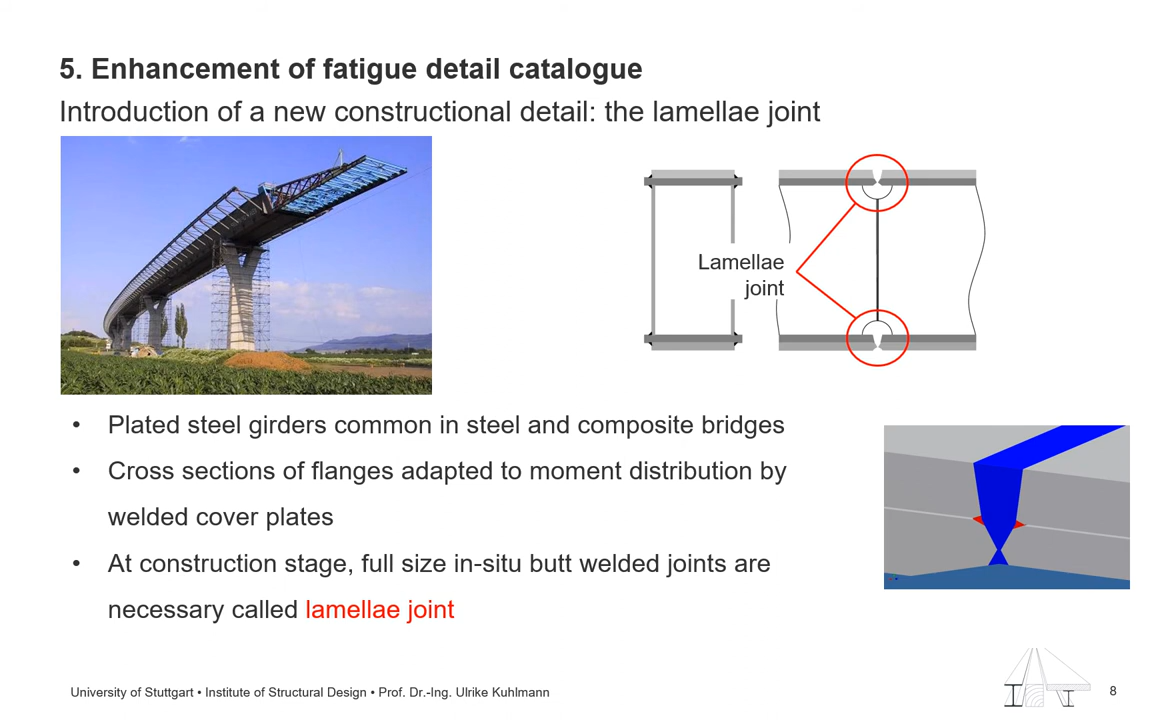 5. Enhancement of fatigue detail catalogue
Introduction of a new constructional detail: the lamellae joint
Lamellae
joint
• Plated steel girders common in steel and composite bridges
• Cross sections of flanges adapted to moment distribution by
welded cover plates
• At construction stage, full size in-situ butt welded joints are
necessary called lamellae joint
University of Stuttgart • Institute of Structural Design • Prof. Dr.-Ing. Ulrike Kuhlmann
8